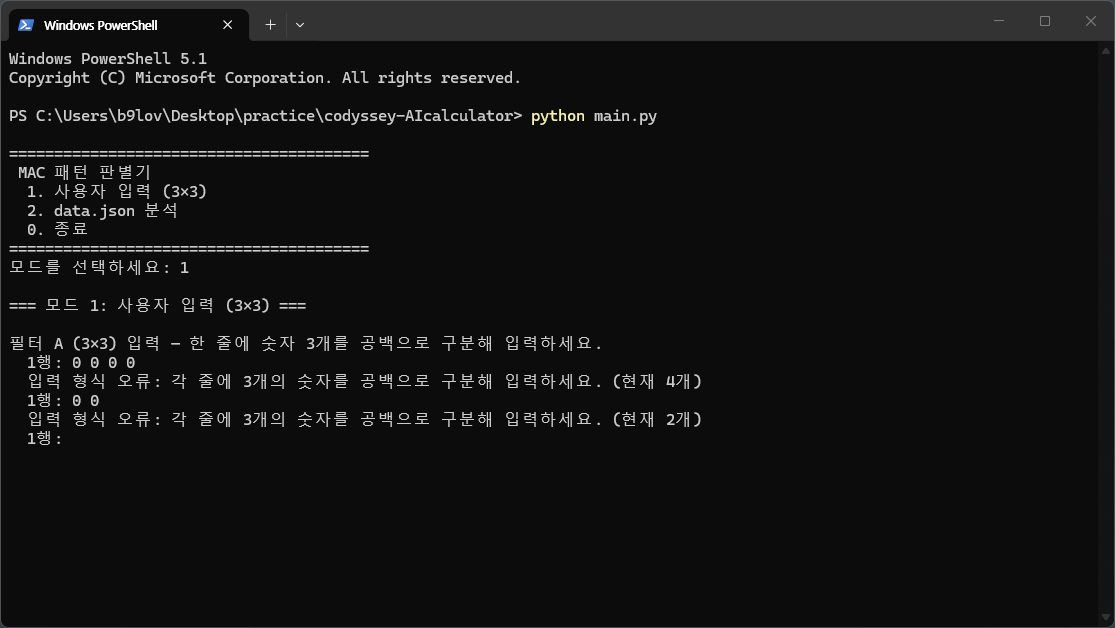 Windows PowerShell
Windows PowerShell 5.1
Copyright (C) Microsoft Corporation. All rights reserved.
PS C:\Users\b9lov\Desktop\practice\codyssey-AIcalculator> python main.py
========================================
MAC 패턴 판별기
1. 사용자 입력 (3×3)
2. data.json 분석
0. 종료
========================================
모드를 선택하세요: 1
=== 모드 1: 사용자 입력 (3×3) ===
필터 A (3×3) 입력 - 한 줄에 숫자 3개를 공백으로 구분해 입력하세요.
1행: 0 0 0 0
입력 형식 오류: 각 줄에 3개의 숫자를 공백으로 구분해 입력하세요. (현재 4개)
1행: 0 0
입력 형식 오류: 각 줄에 3개의 숫자를 공백으로 구분해 입력하세요. (현재 2개)
1행: